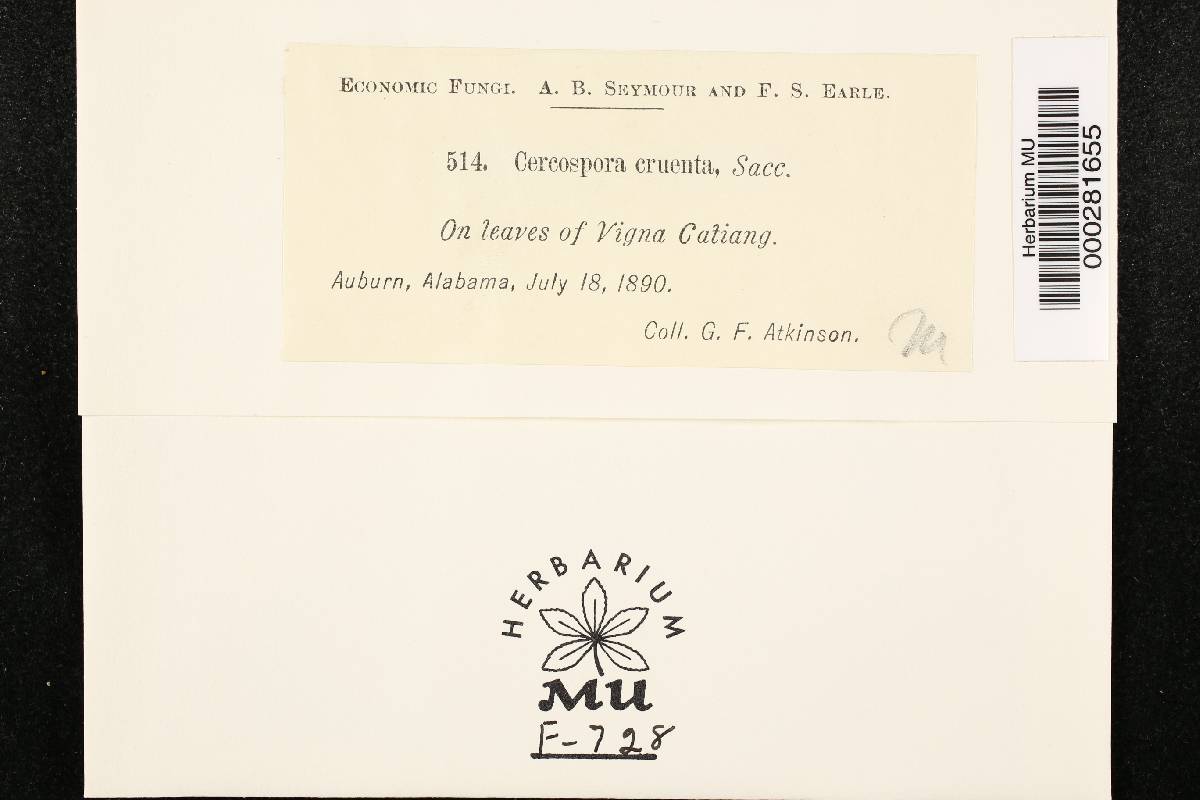 Economic Fungi. A. B. Seymour and F. S. Earle.
514. Cercospora cruenta, Sacc.
On leaves of Vigna Catiang.
Auburn, Alabama, July 18, 1890.
Coll. G. F. Atkinson.
M
Herbarium MU
000281655
HERBARIUM
MU
F-728